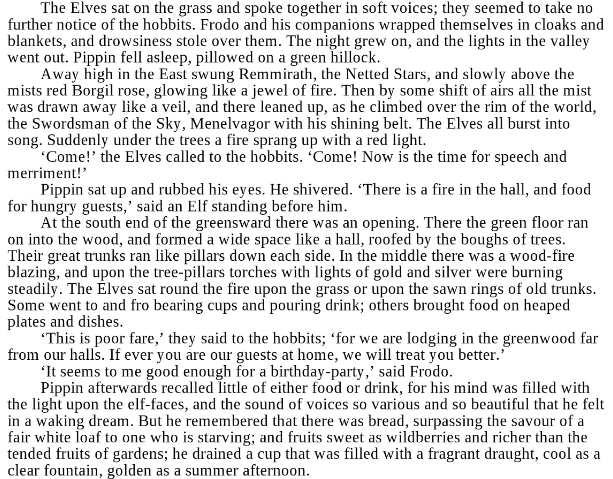 The Elves sat on the grass and spoke together in soft voices; they seemed to take no
further notice of the hobbits. Frodo and his companions wrapped themselves in cloaks and
blankets, and drowsiness stole over them. The night grew on, and the lights in the valley
went out. Pippin fell asleep, pillowed on a green hillock.
Away high in the East swung Remmirath, the Netted Stars, and slowly above the
mists red Borgil rose, glowing like a jewel of fire. Then by some shift of airs all the mist
was drawn away like a veil, and there leaned up, as he climbed over the rim of the world,
the Swordsman of the Sky, Menelvagor with his shining belt. The Elves all burst into
song. Suddenly under the trees a fire sprang up with a red light.
‘Come!’ the Elves called to the hobbits. ‘Come! Now is the time for speech and
merriment!’
Pippin sat up and rubbed his eyes. He shivered. ‘There is a fire in the hall, and food
for hungry guests,’ said an Elf standing before him.
At the south end of the greensward there was an opening. There the green floor ran
on into the wood, and formed a wide space like a hall, roofed by the boughs of trees.
Their great trunks ran like pillars down each side. In the middle there was a wood-fire
blazing, and upon the tree-pillars torches with lights of gold and silver were burning
steadily. The Elves sat round the fire upon the grass or upon the sawn rings of old trunks.
Some went to and fro bearing cups and pouring drink; others brought food on heaped
plates and dishes.
‘This is poor fare,’ they said to the hobbits; ‘for we are lodging in the greenwood far
from our halls. If ever you are our guests at home, we will treat you better.’
‘It seems to me good enough for a birthday-party,’ said Frodo.
Pippin afterwards recalled little of either food or drink, for his mind was filled with
the light upon the elf-faces, and the sound of voices so various and so beautiful that he felt
in a waking dream. But he remembered that there was bread, surpassing the savour of a
fair white loaf to one who is starving; and fruits sweet as wildberries and richer than the
tended fruits of gardens; he drained a cup that was filled with a fragrant draught, cool as a
clear fountain, golden as a summer afternoon.